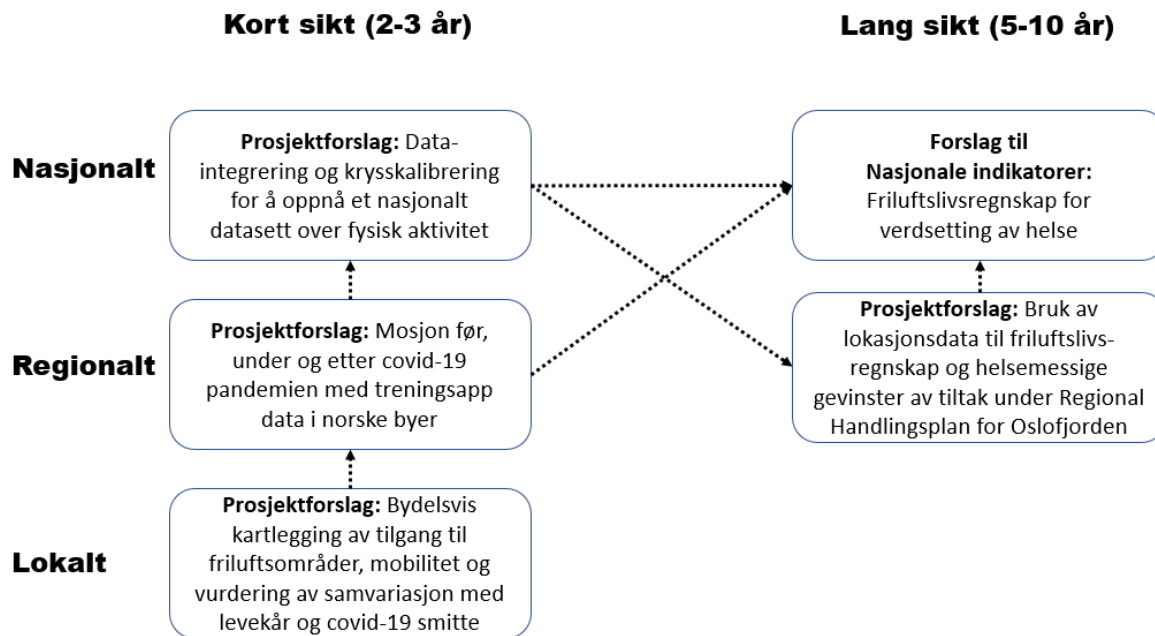 Kort sikt (2-3 år)
Lang sikt (5-10 år)
Nasjonalt
Prosjektforslag: Data-
integrering og krysskalibrering
for å oppnå et nasjonalt
datasett over fysisk aktivitet
Forslag til
Nasjonale indikatorer:
Friluftslivsregnskap for
verdsetting av helse
Regionalt
Prosjektforslag: Mosjon før,
under og etter covid-19
pandemien med treningsapp
data i norske byer
Prosjektforslag: Bruk av
lokasjonsdata til friluftslivs-
regnskap og helsemessige
gevinster av tiltak under Regional
Handlingsplan for Oslofjorden
Lokalt
Prosjektforslag: Bydelsvis
kartlegging av tilgang til
friluftsområder, mobilitet og
vurdering av samvariasjon med
levekår og covid-19 smitte